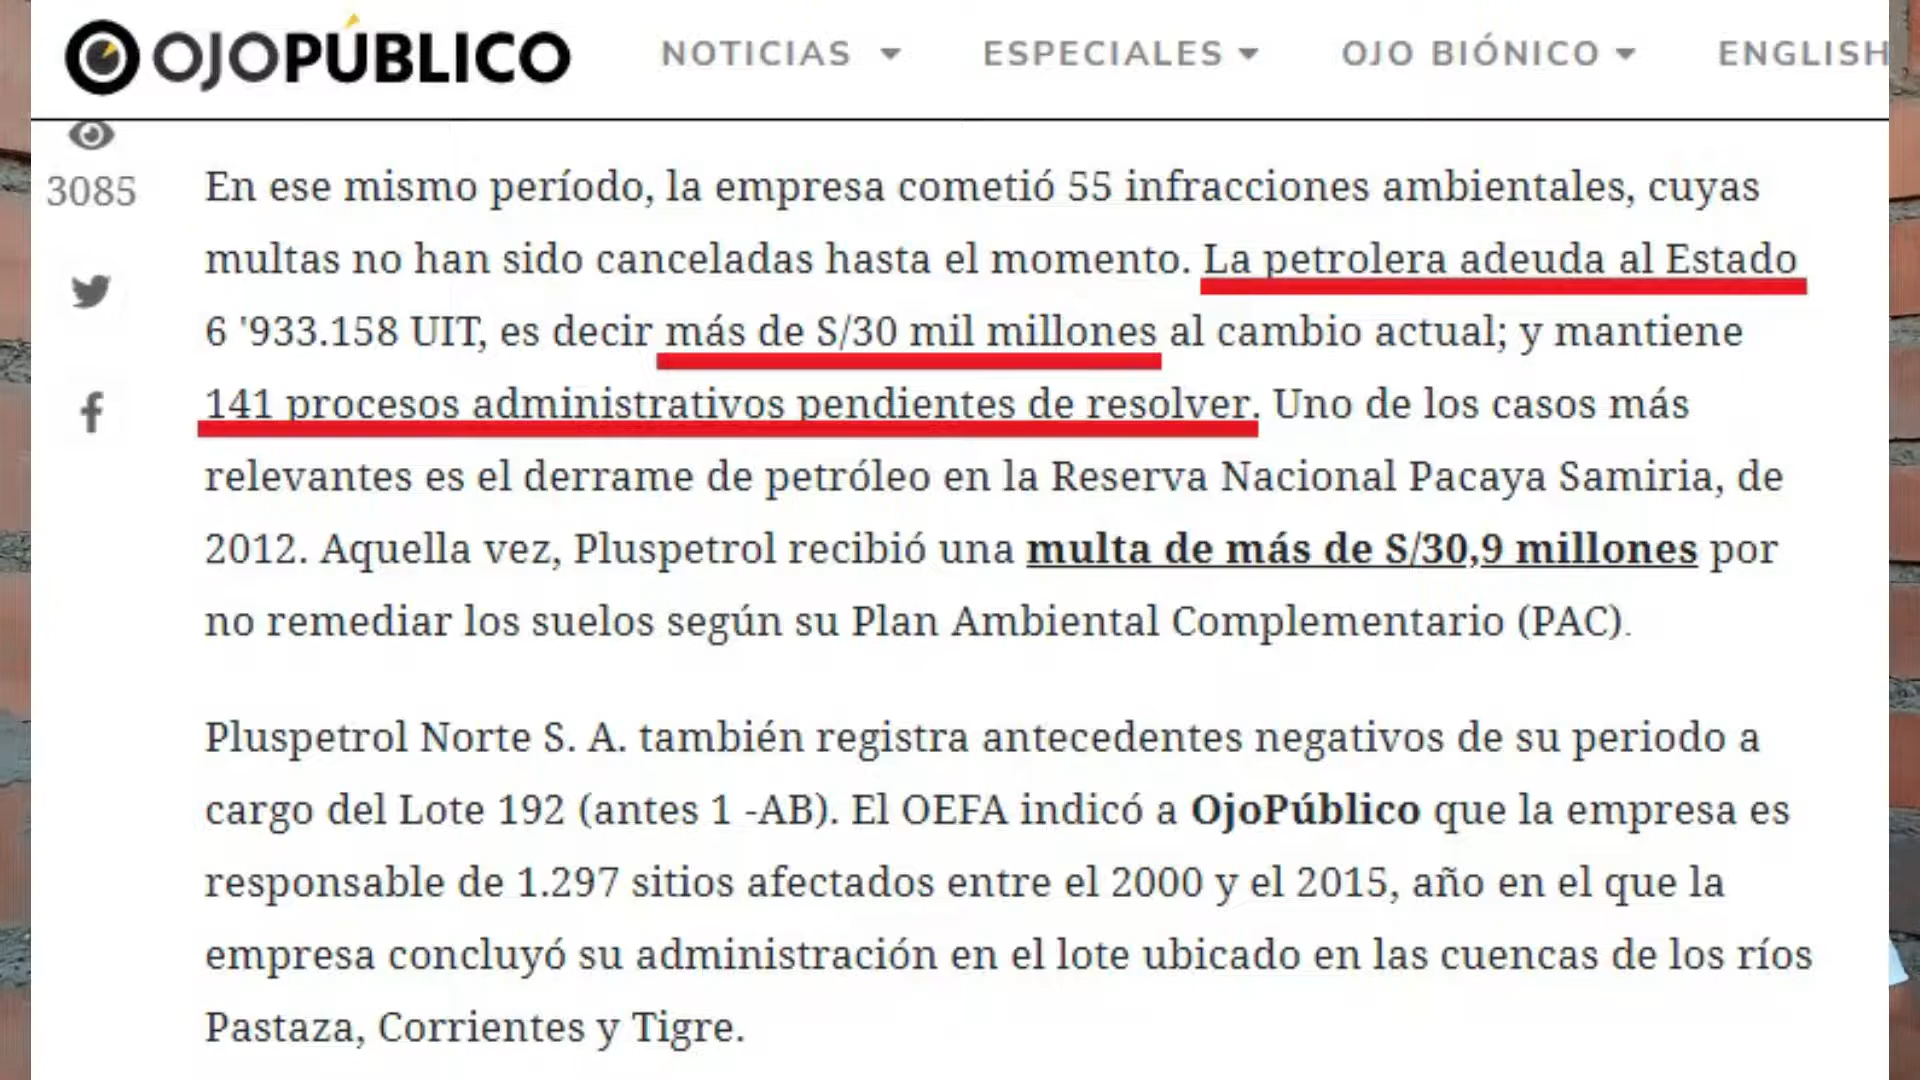 OJOPÚBLICO
NOTICIAS
ESPECIALES
OJO BIÓNICO
ENGLISH
3085
En ese mismo período, la empresa cometió 55 infracciones ambientales, cuyas
multas no han sido canceladas hasta el momento. La petrolera adeuda al Estado
6 '933.158 UIT, es decir más de S/30 mil millones al cambio actual; y mantiene
141 procesos administrativos pendientes de resolver. Uno de los casos más
relevantes es el derrame de petróleo en la Reserva Nacional Pacaya Samiria, de
2012. Aquella vez, Pluspetrol recibió una multa de más de S/30,9 millones por
no remediar los suelos según su Plan Ambiental Complementario (PAC).
Pluspetrol Norte S. A. también registra antecedentes negativos de su periodo a
cargo del Lote 192 (antes 1 -AB). El OEFA indicó a OjoPúblico que la empresa es
responsable de 1.297 sitios afectados entre el 2000 y el 2015, año en el que la
empresa concluyó su administración en el lote ubicado en las cuencas de los ríos
Pastaza, Corrientes y Tigre.